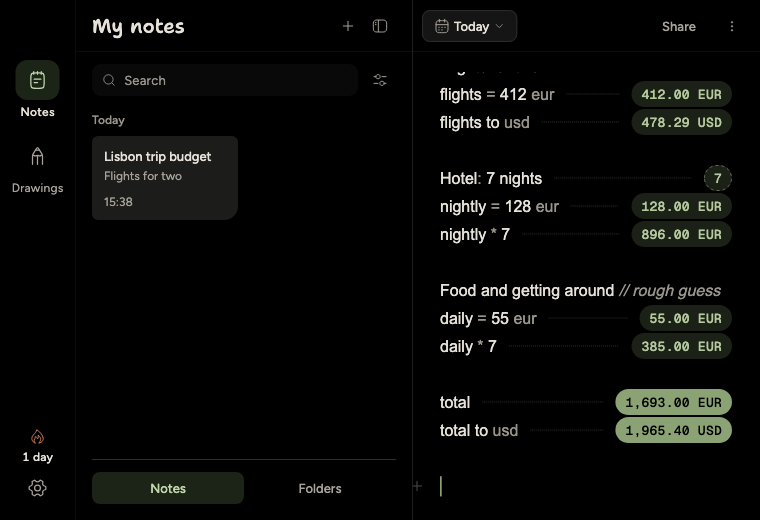 My notes
Today
Share
Search
Notes
Drawings
Today
Lisbon trip budget
Flights for two
15:38
flights = 412 eur 412.00 EUR
flights to usd 478.29 USD
Hotel: 7 nights 7
nightly = 128 eur 128.00 EUR
nightly * 7 896.00 EUR
Food and getting around // rough guess
daily = 55 eur 55.00 EUR
daily * 7 385.00 EUR
total 1,693.00 EUR
total to usd 1,965.40 USD
1 day
Notes
Folders